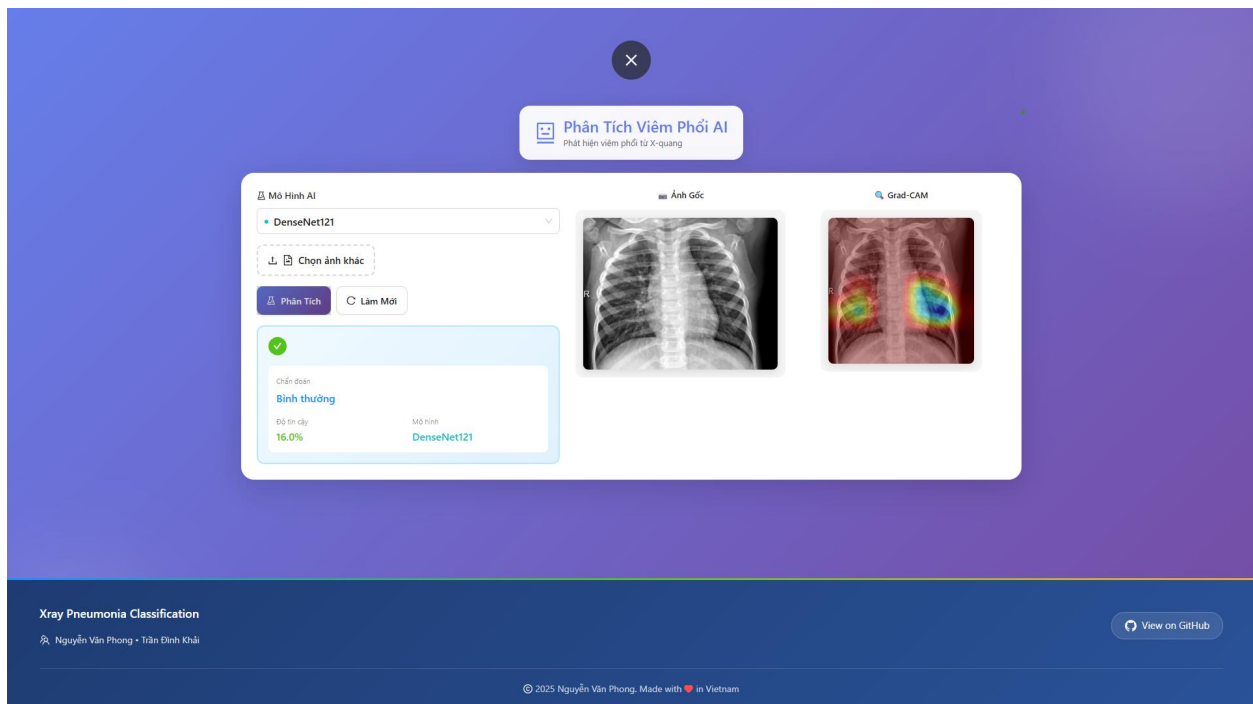 Phân Tích Viêm Phổi AI
Phát hiện viêm phổi từ X-quang
Mô Hình AI
DenseNet121
Chọn ảnh khác
Phân Tích
Làm Mới
Chẩn đoán
Bình thường
Độ tin cậy
Mô hình
16.0%
DenseNet121
Ảnh Gốc
R
Grad-CAM
R
Xray Pneumonia Classification
Nguyễn Văn Phong • Trần Đình Khải
View on GitHub
© 2025 Nguyễn Văn Phong. Made with ❤️ in Vietnam